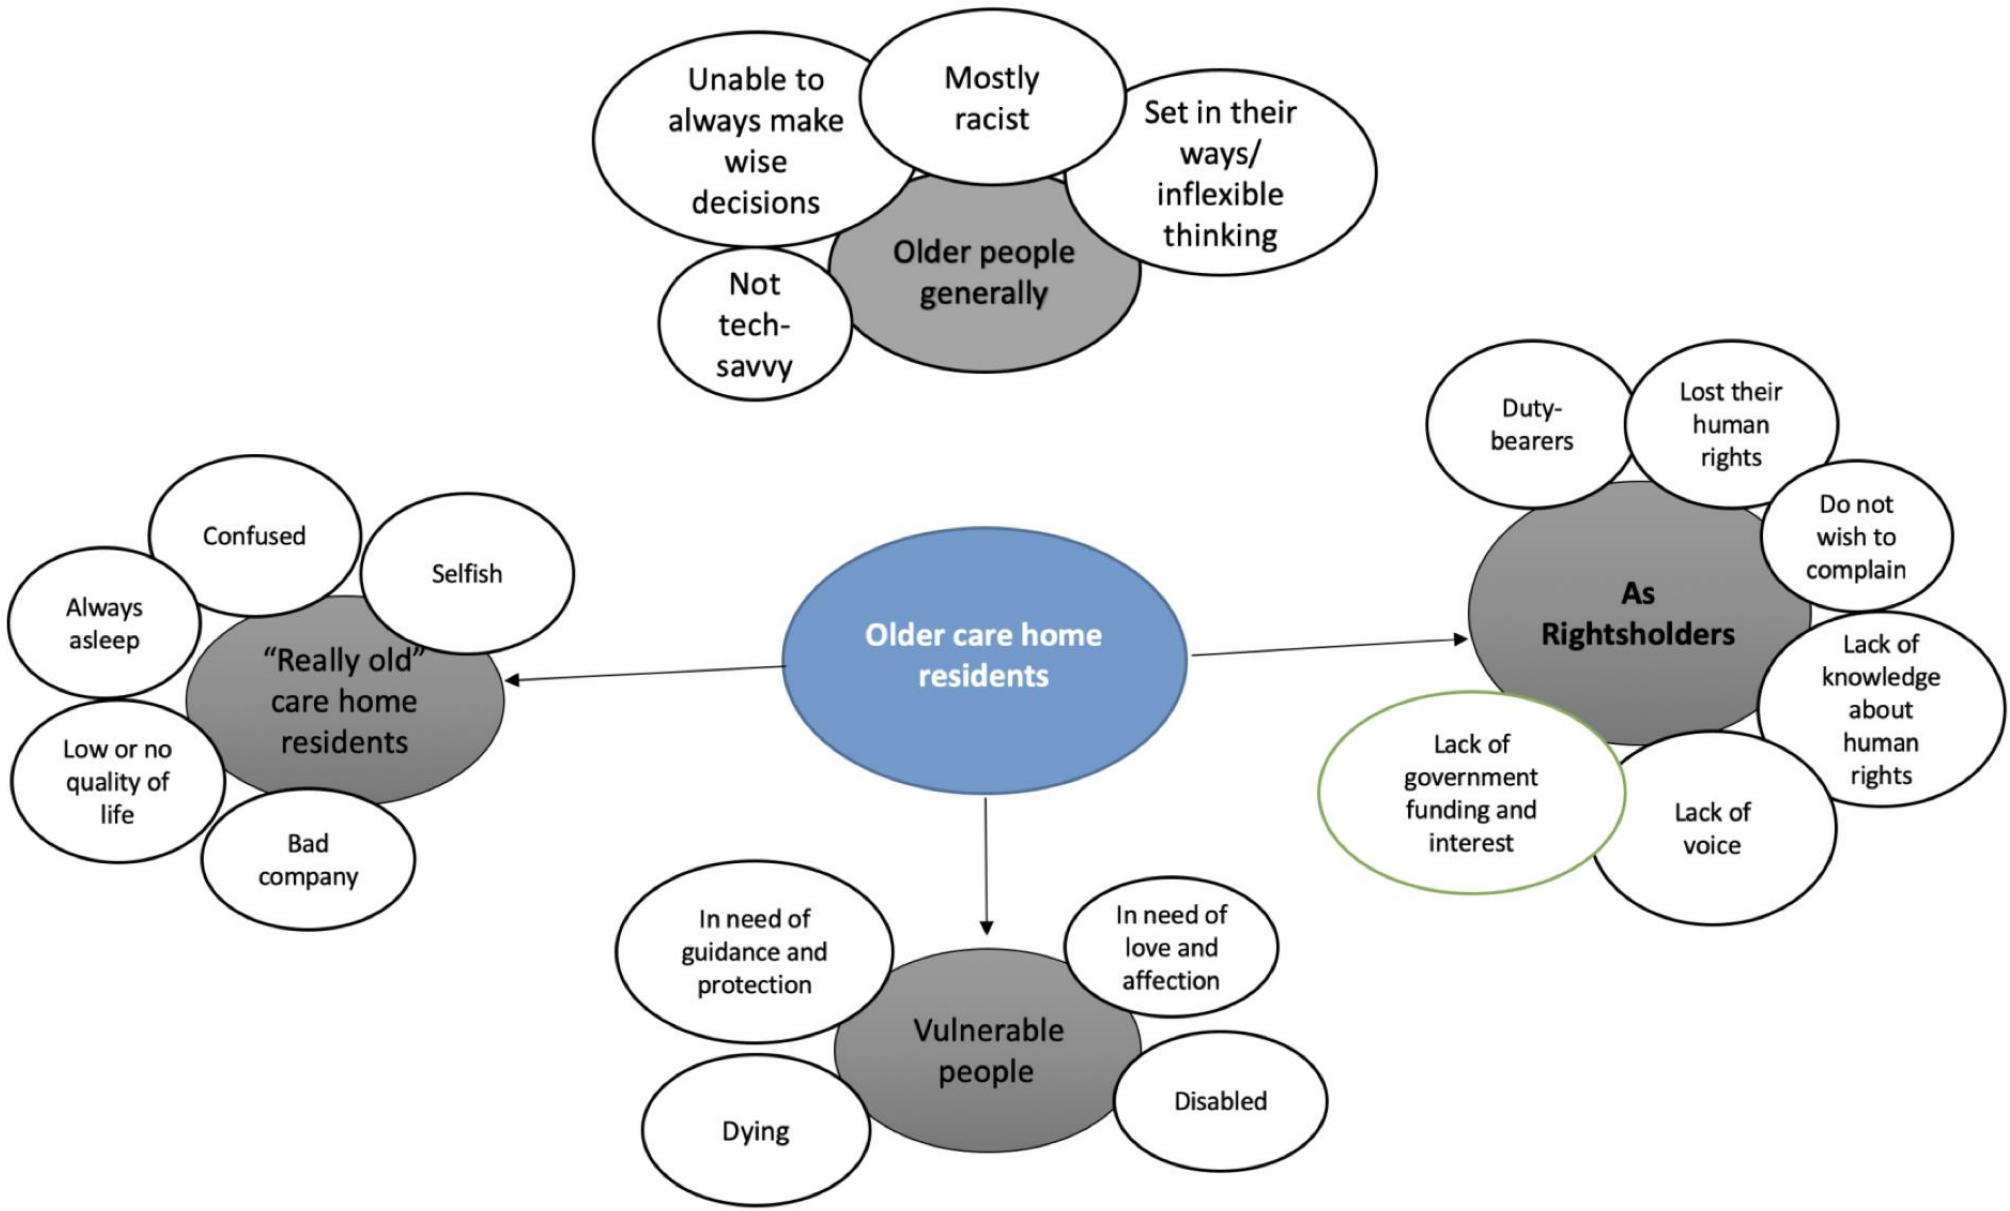 Unable to
always make
wise
decisions
Mostly
racist
Set in their
ways/
inflexible
thinking
Not
tech-
savvy
Older people
generally
Duty-
bearers
Lost their
human
rights
Do not
wish to
complain
As
Rightsholders
Lack of
knowledge
about
human
rights
Lack of
government
funding and
interest
Lack of
voice
Confused
Selfish
Always
asleep
"Really old"
care home
residents
Low or no
quality of
life
Bad
company
Older care home
residents
In need of
guidance and
protection
In need of
love and
affection
Vulnerable
people
Dying
Disabled